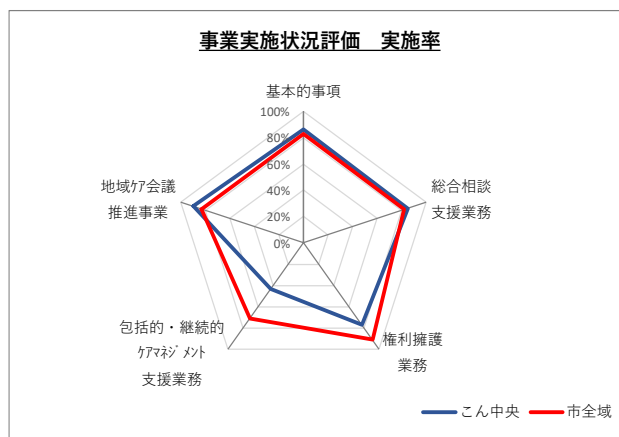 事業実施状況評価　実施率
基本的事項
100%
80%
60%
40%
20%
0%
総合相談
支援業務
権利擁護
業務
包括的・継続的
ｹｱﾏﾈｼﾞﾒﾝﾄ
支援業務
地域ｹｱ会議
推進事業
こん中央
市全域